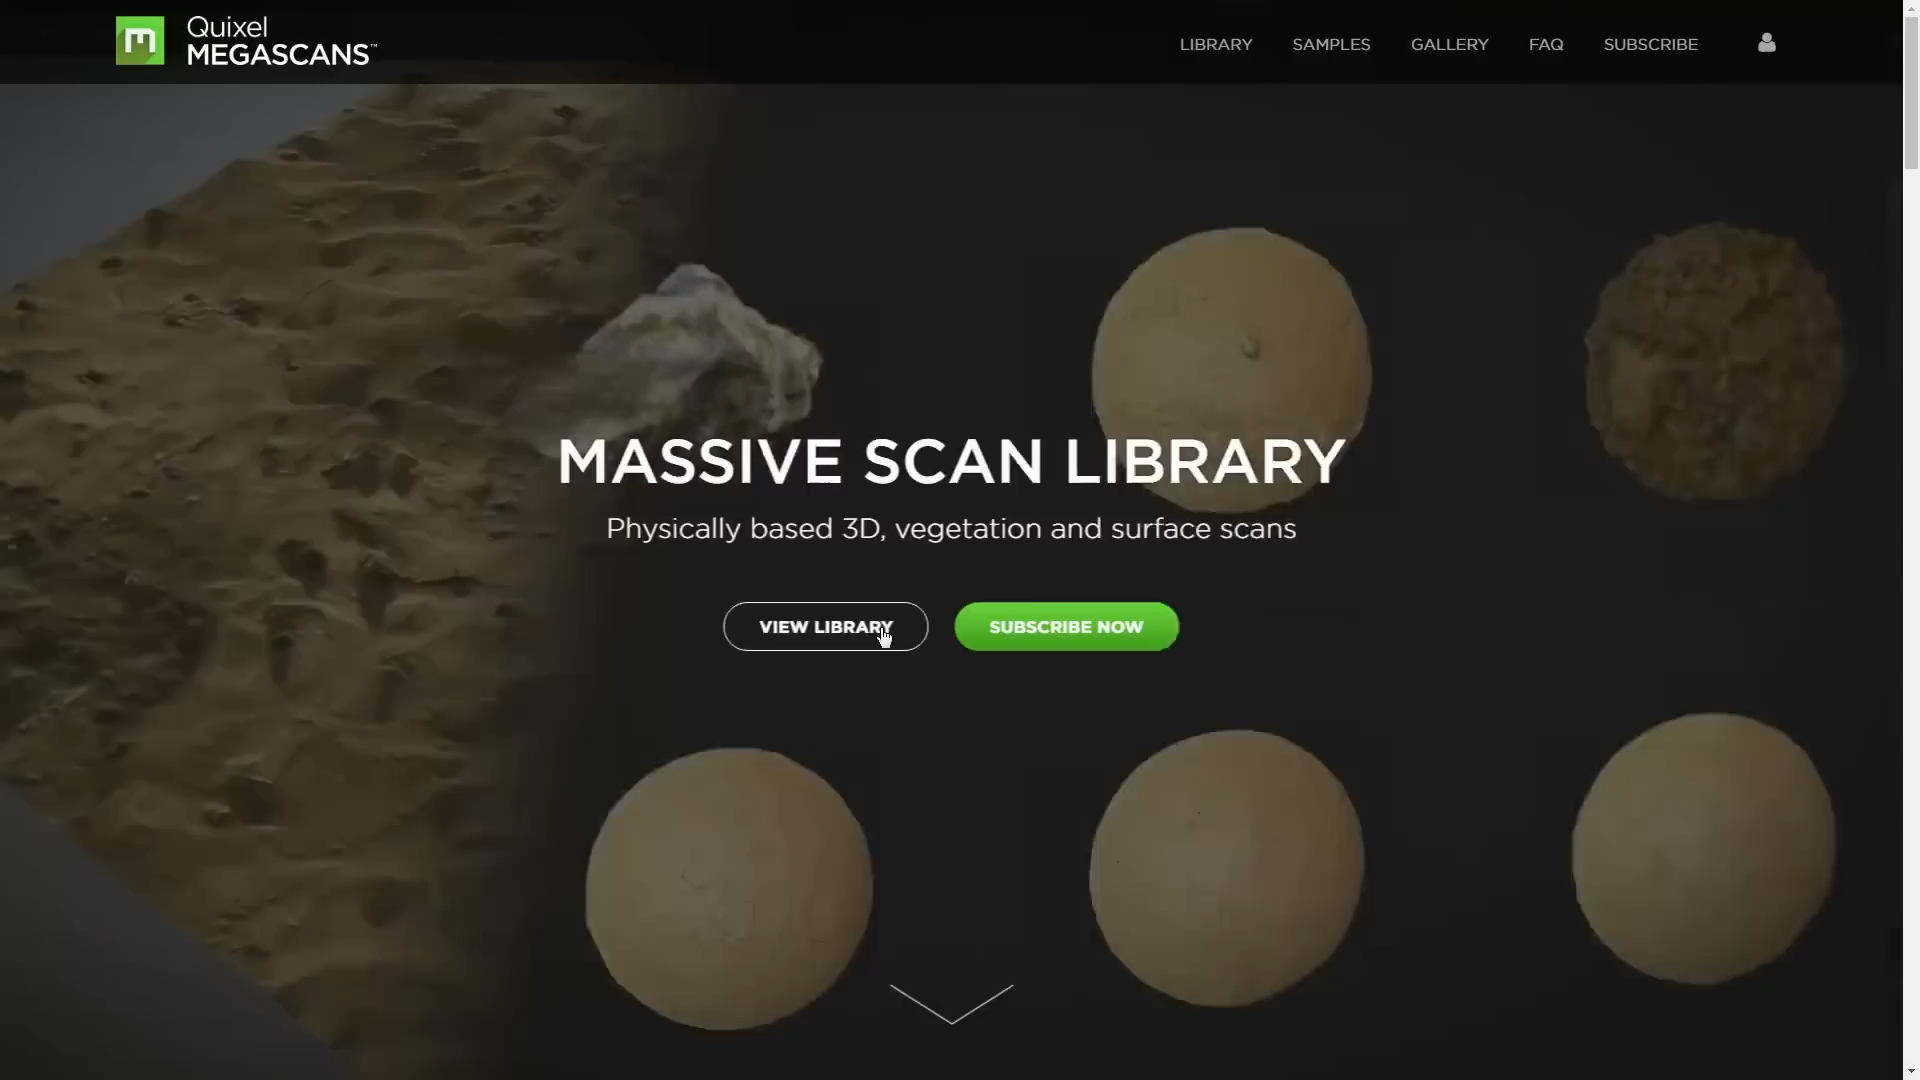 Quixel
MEGASCANS™
LIBRARY
SAMPLES
GALLERY
FAQ
SUBSCRIBE
MASSIVE SCAN LIBRARY
Physically based 3D, vegetation and surface scans
VIEW LIBRARY
SUBSCRIBE NOW